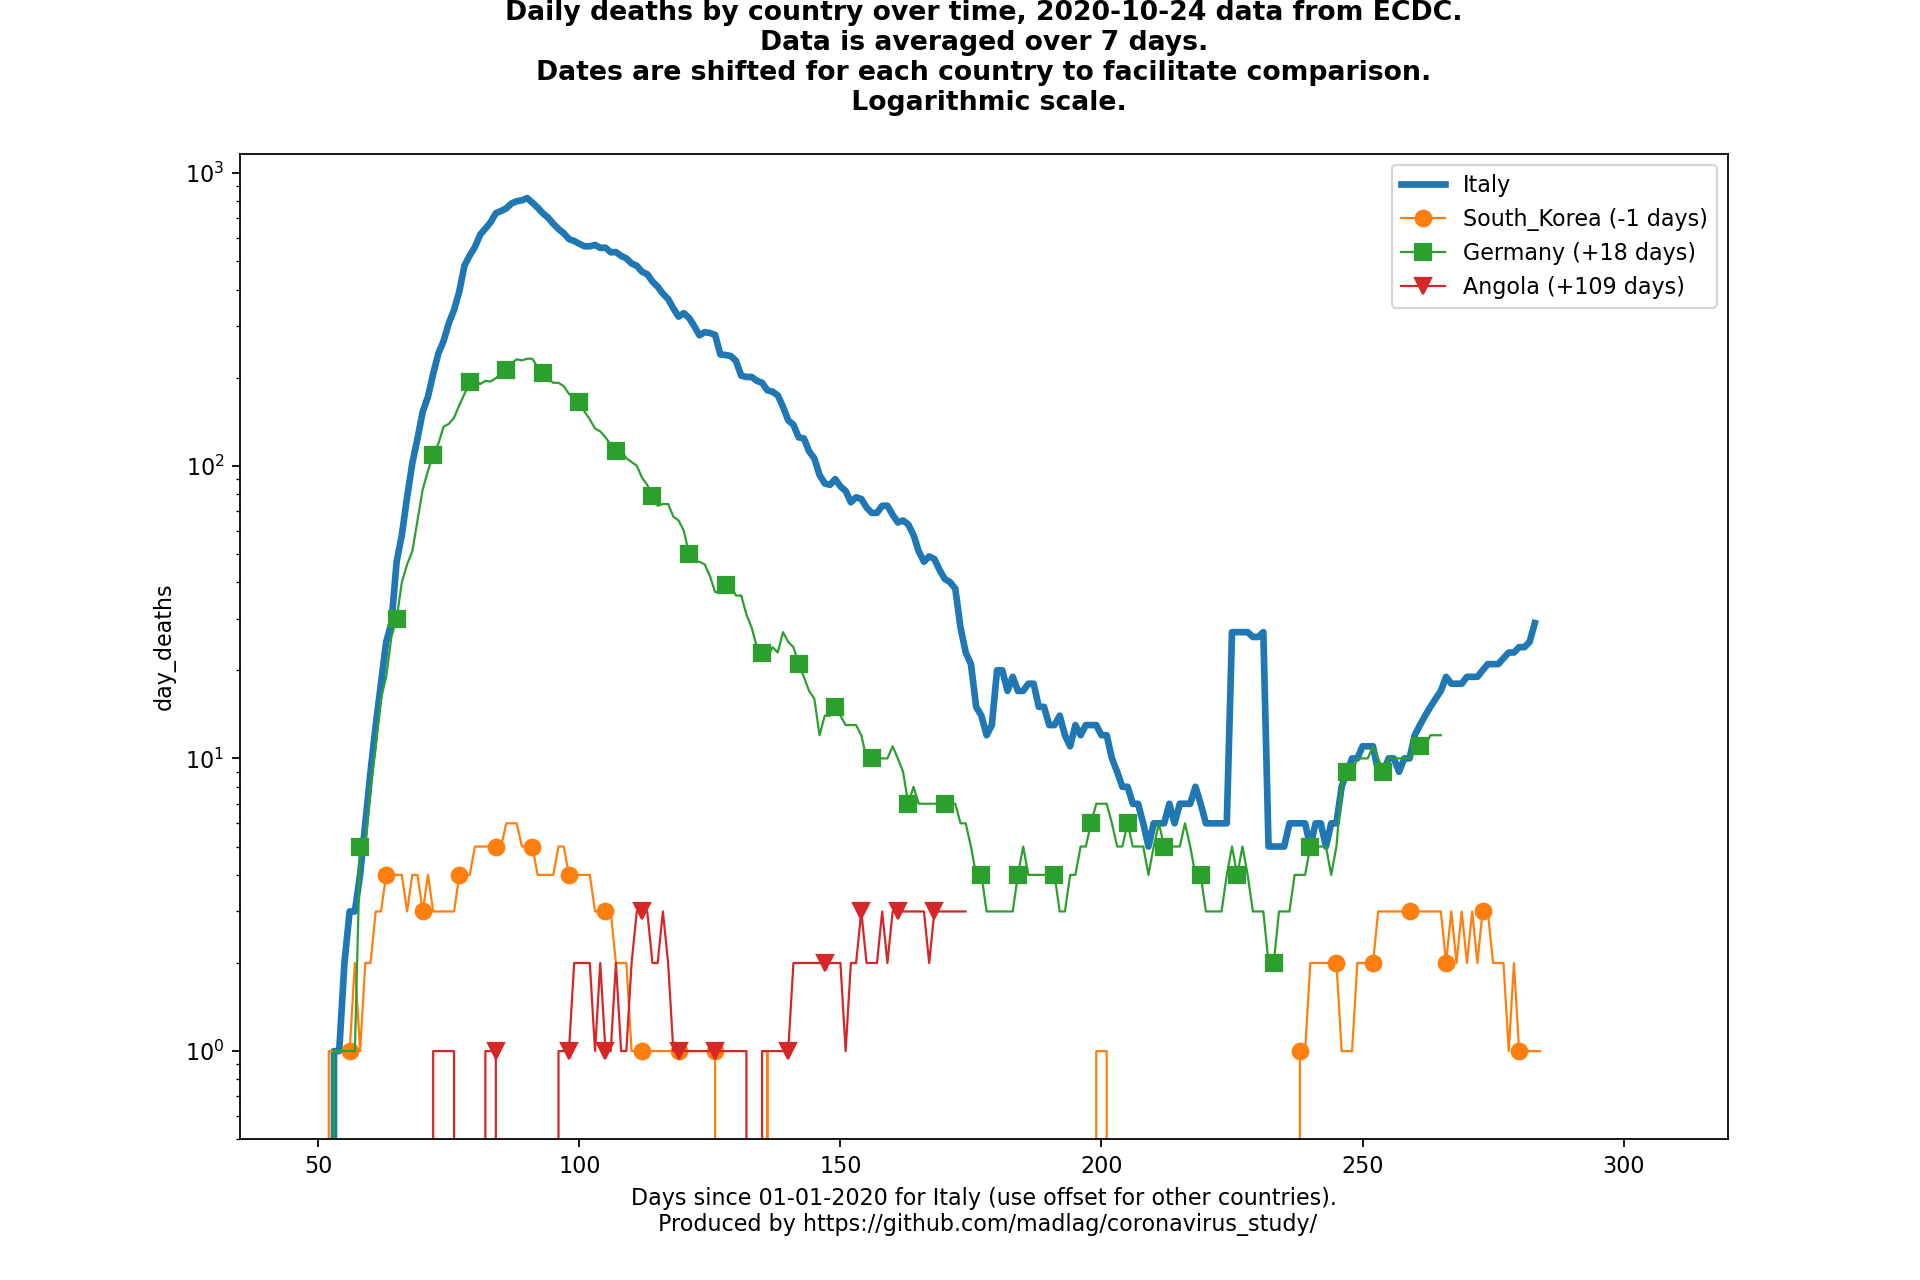 Daily deaths by country over time, 2020-10-24 data from ECDC.
Data is averaged over 7 days.
Dates are shifted for each country to facilitate comparison.
Logarithmic scale.
10³
Italy
South_Korea (-1 days)
Germany (+18 days)
Angola (+109 days)
10²
day_deaths
10¹
10⁰
50 100 150 200 250 300
Days since 01-01-2020 for Italy (use offset for other countries).
Produced by https://github.com/madlag/coronavirus_study/